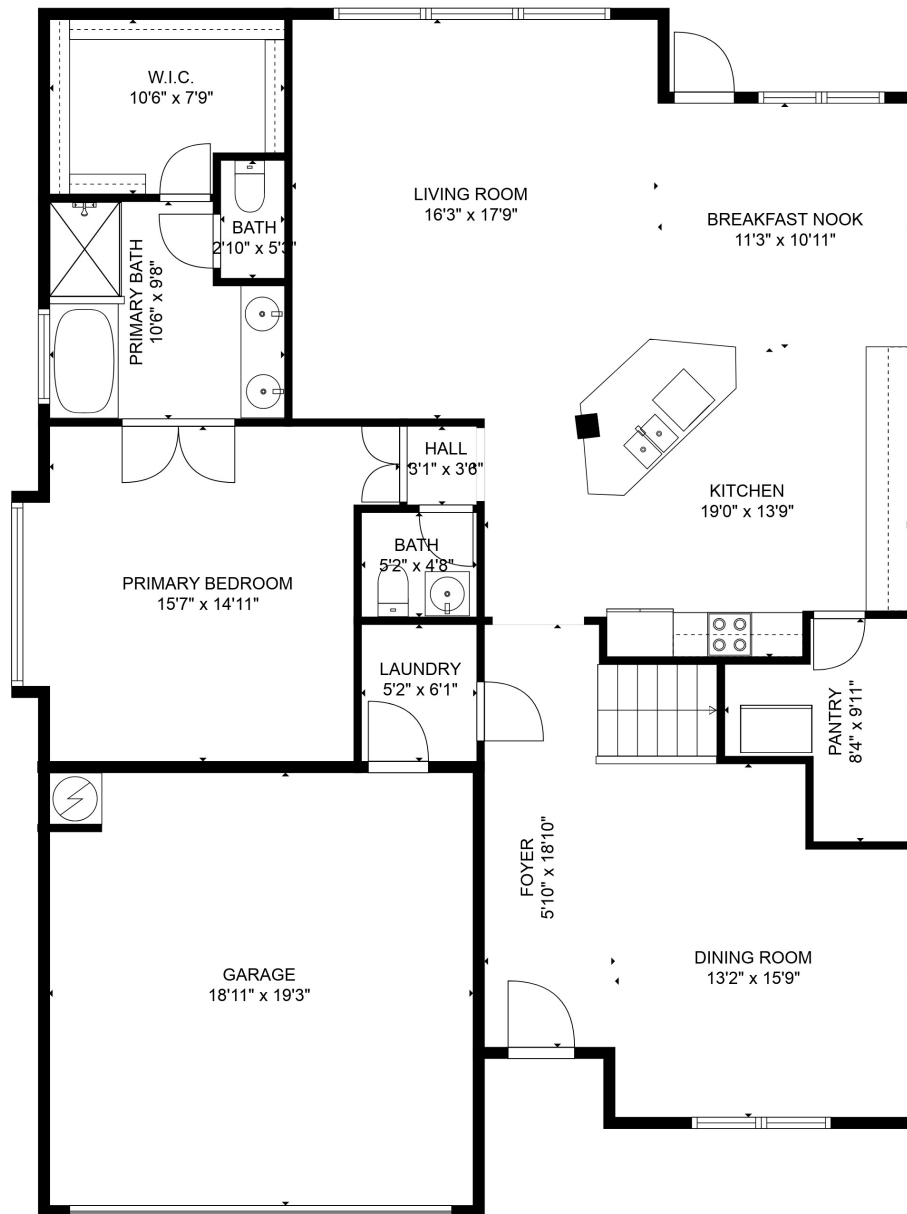 W.I.C.
10'6" x 7'9"
LIVING ROOM
16'3" x 17'9"
BREAKFAST NOOK
11'3" x 10'11"
BATH
2'10" x 5'3"
PRIMARY BATH
10'6" x 9'8"
HALL
3'1" x 3'6"
KITCHEN
19'0" x 13'9"
BATH
5'2" x 4'8"
PRIMARY BEDROOM
15'7" x 14'11"
LAUNDRY
5'2" x 6'1"
PANTRY
8'4" x 9'11"
FOYER
5'10" x 18'10"
DINING ROOM
13'2" x 15'9"
GARAGE
18'11" x 19'3"